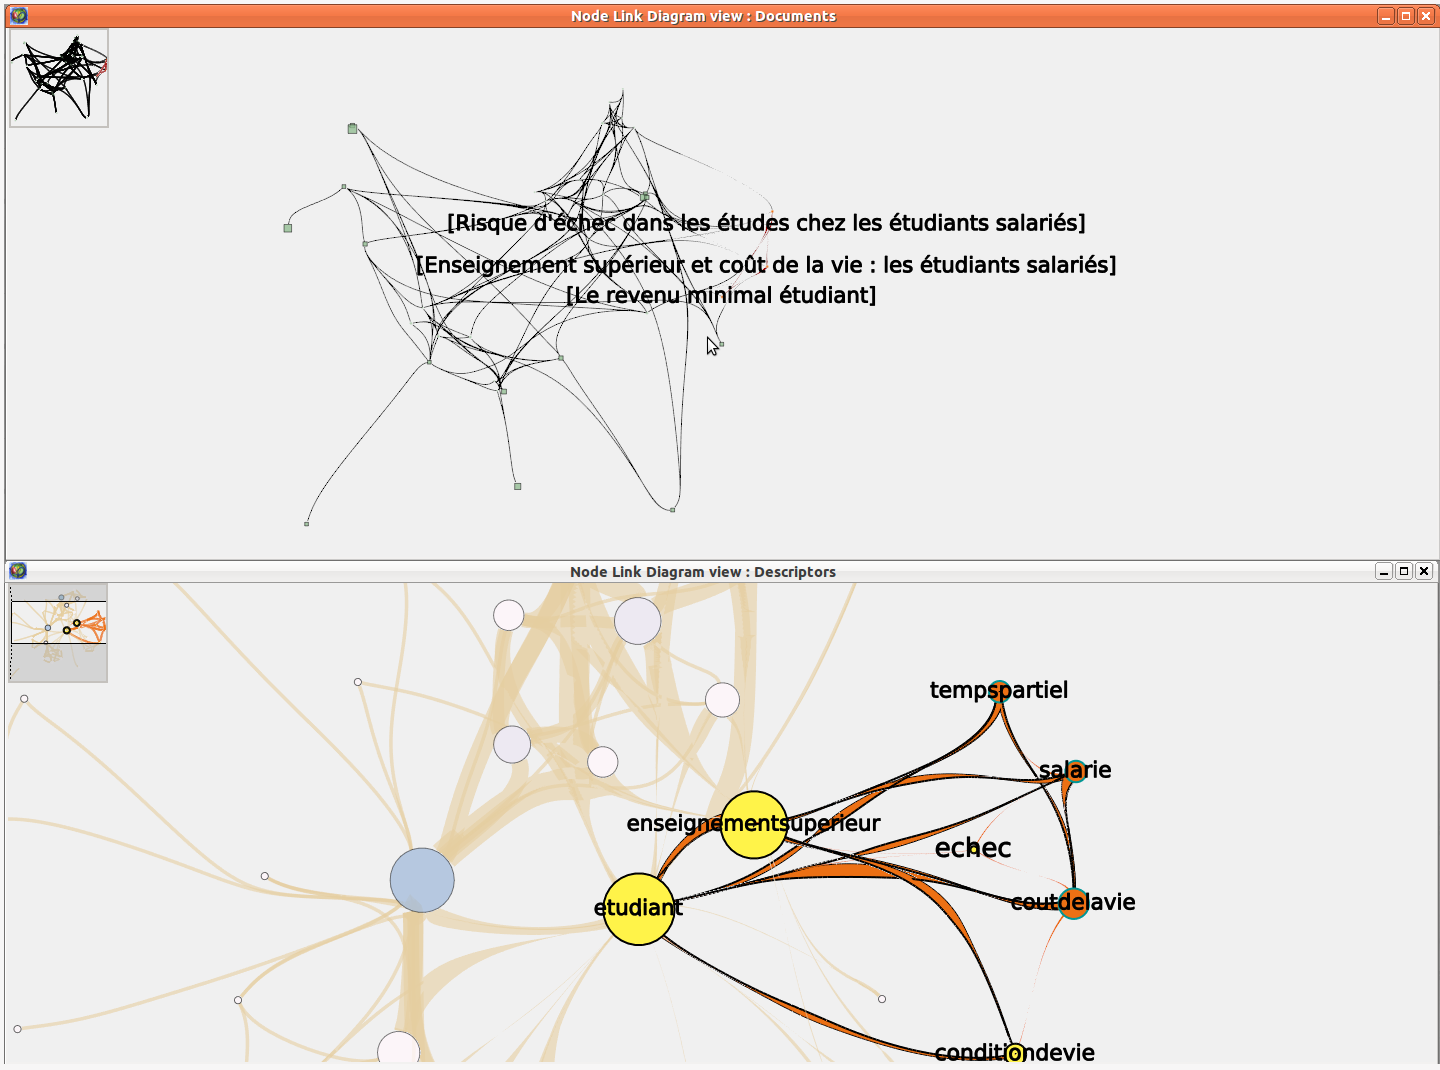 Node Link Diagram view : Documents
[Risque d'échec dans les études chez les étudiants salariés]
[Enseignement supérieur et coût de la vie : les étudiants salariés]
[Le revenu minimal étudiant]
Node Link Diagram view : Descriptors
tempspartiel
salarie
enseignementsuperieur
echec
coutdelavie
etudiant
conditiondevie